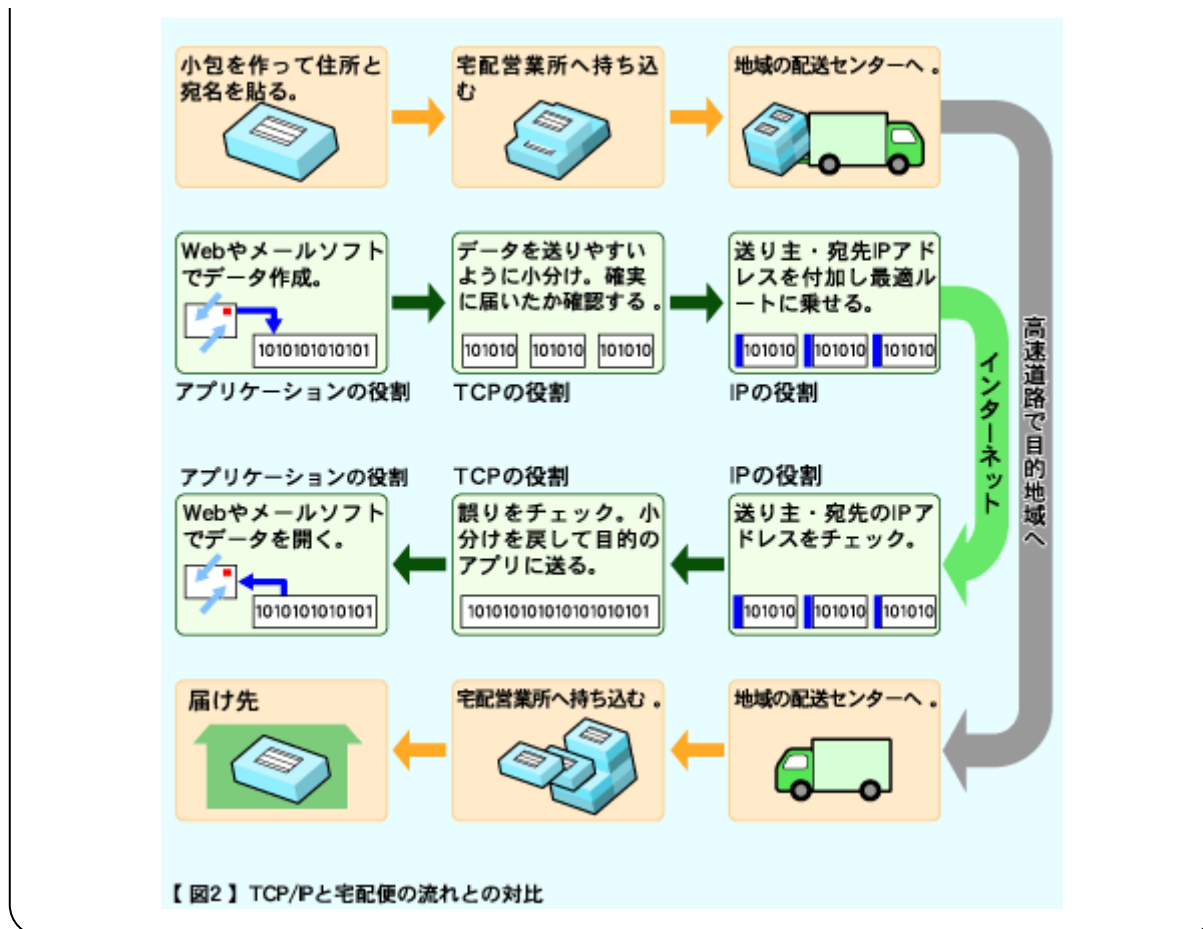 小包を作って住所と
宛名を貼る。
宅配営業所へ持ち込
む
地域の配送センターへ 。
Webやメールソフト
でデータ作成。
1010101010101
アプリケーションの役割
データを送りやすい
ように小分け。確実
に届いたか確認する 。
101010 101010 101010
TCPの役割
送り主・宛先IPアド
レスを付加し最適ル
ートに乗せる。
101010 101010 101010
IPの役割
インターネット
高速道路で目的地域へ
アプリケーションの役割
Webやメールソフト
でデータを開く。
1010101010101
TCPの役割
誤りをチェック。小
分けを戻して目的の
アプリに送る。
101010101010101010101
IPの役割
送り主・宛先のIPア
ドレスをチェック。
101010 101010 101010
届け先
宅配営業所へ持ち込む 。
地域の配送センターへ 。
【 図2 】 TCP/IPと宅配便の流れとの対比